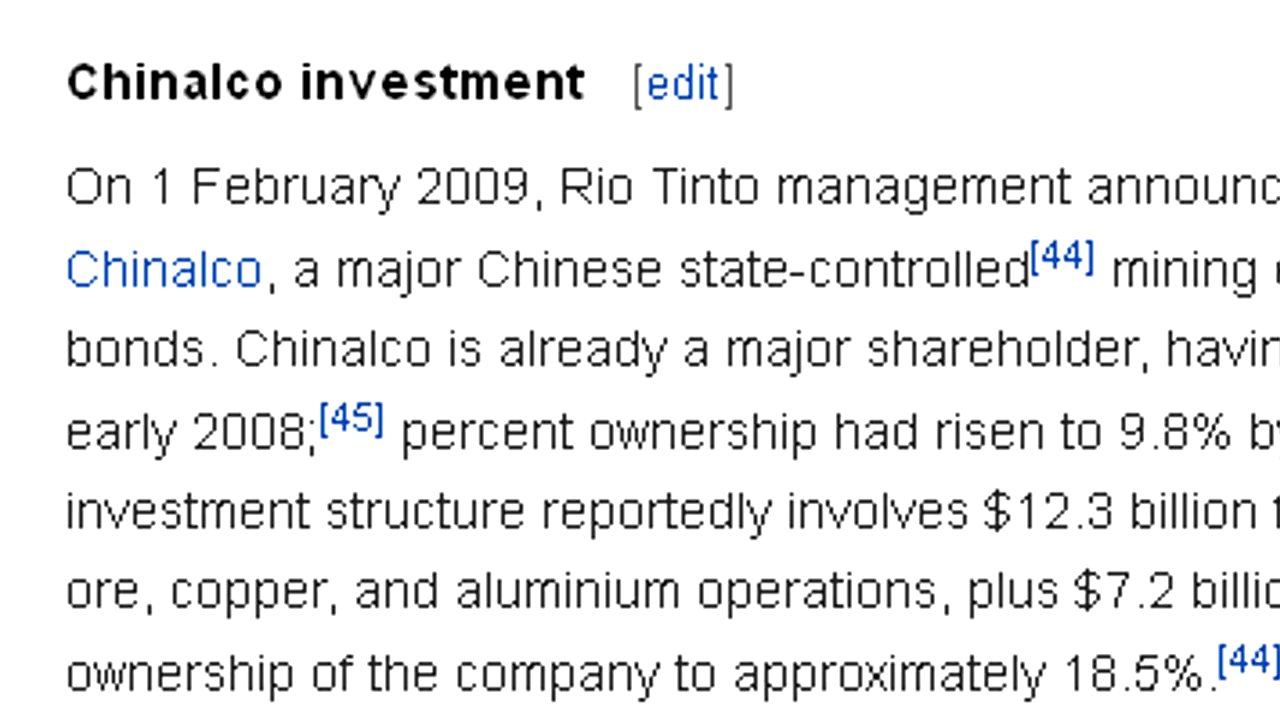 Chinalco investment [edit]
On 1 February 2009, Rio Tinto management
Chinalco, a major Chinese state-controlled[44] mining
bonds. Chinalco is already a major shareholder,
early 2008;[45] percent ownership had risen to 9.8%
investment structure reportedly involves $12.3 billion
ore, copper, and aluminium operations, plus $7.2
ownership of the company to approximately 18.5%.[44]